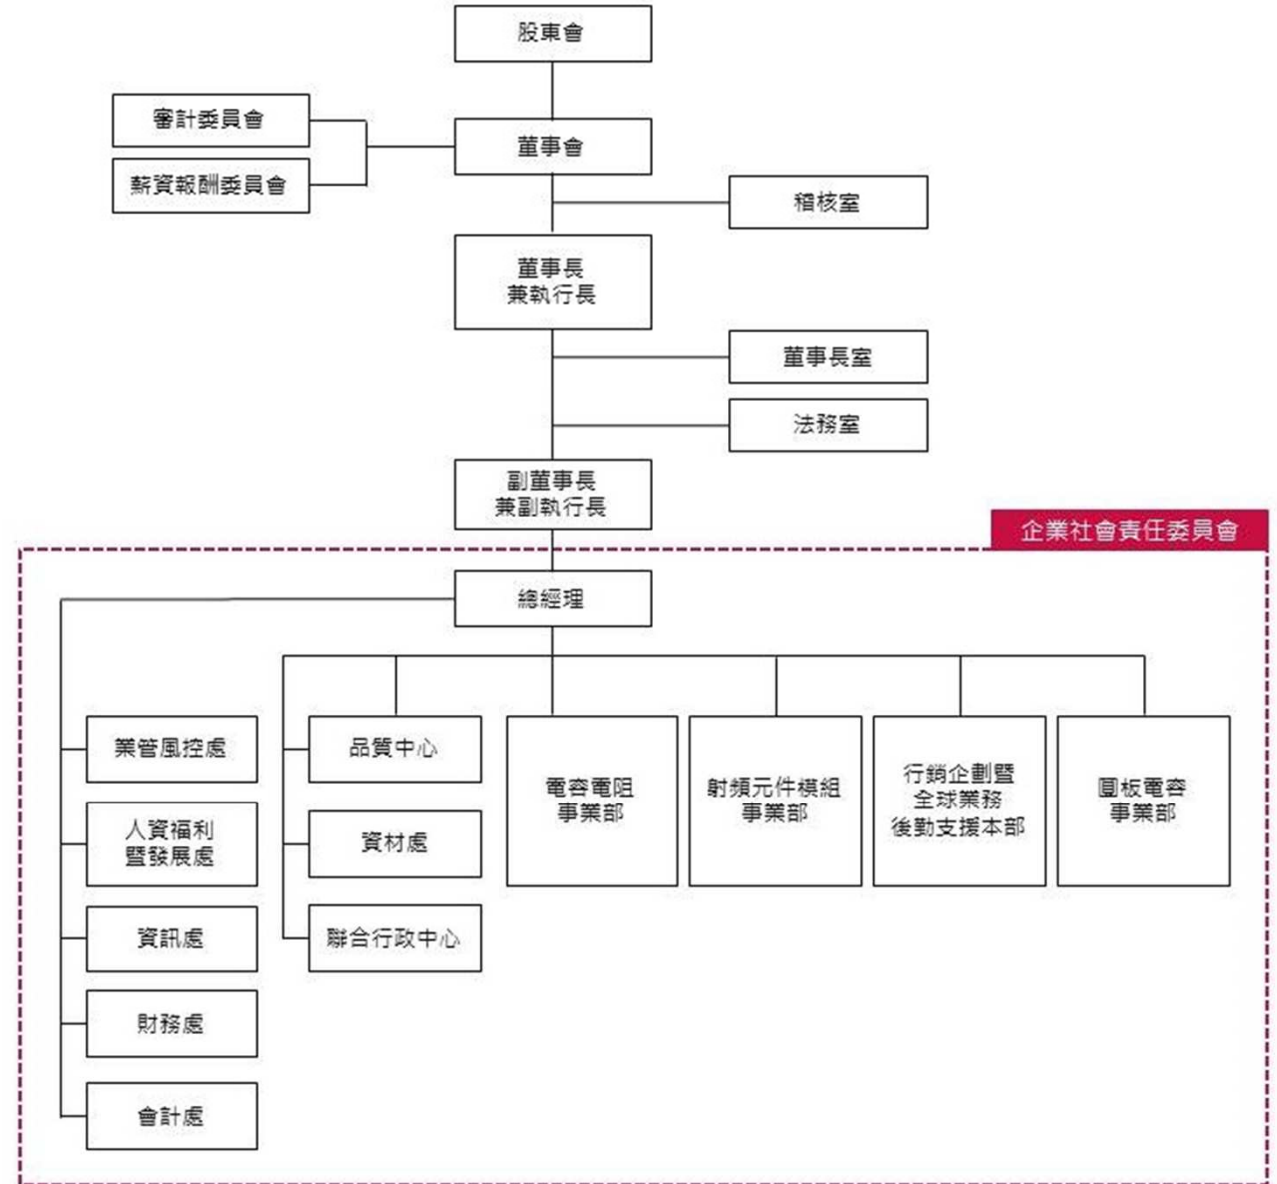 股東會
審計委員會
董事會
薪資報酬委員會
稽核室
董事長
兼執行長
董事長室
法務室
副董事長
兼副執行長
企業社會責任委員會
總經理
業管風控處
人資福利
暨發展處
資訊處
財務處
會計處
品質中心
資材處
聯合行政中心
電容電阻
事業部
射頻元件模組
事業部
行銷企劃暨
全球業務
後勤支援本部
圓板電容
事業部